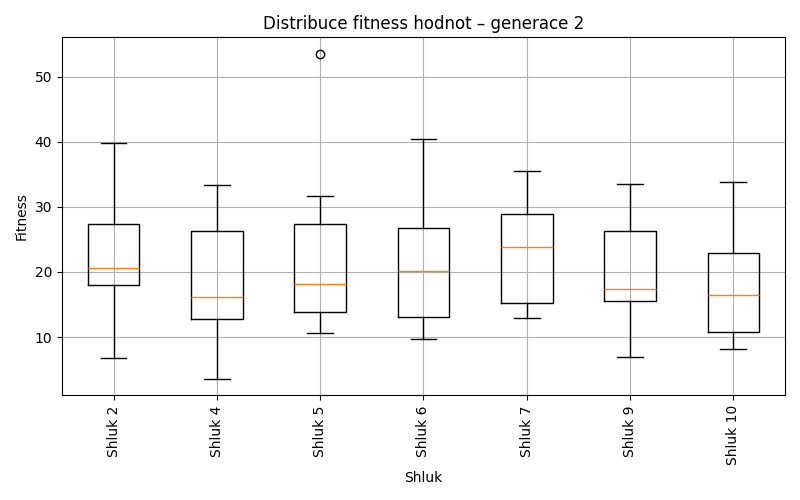 Distribuce fitness hodnot – generace 2
Fitness
50
40
30
20
10
Shluk 2
Shluk 4
Shluk 5
Shluk 6
Shluk 7
Shluk 9
Shluk 10
Shluk